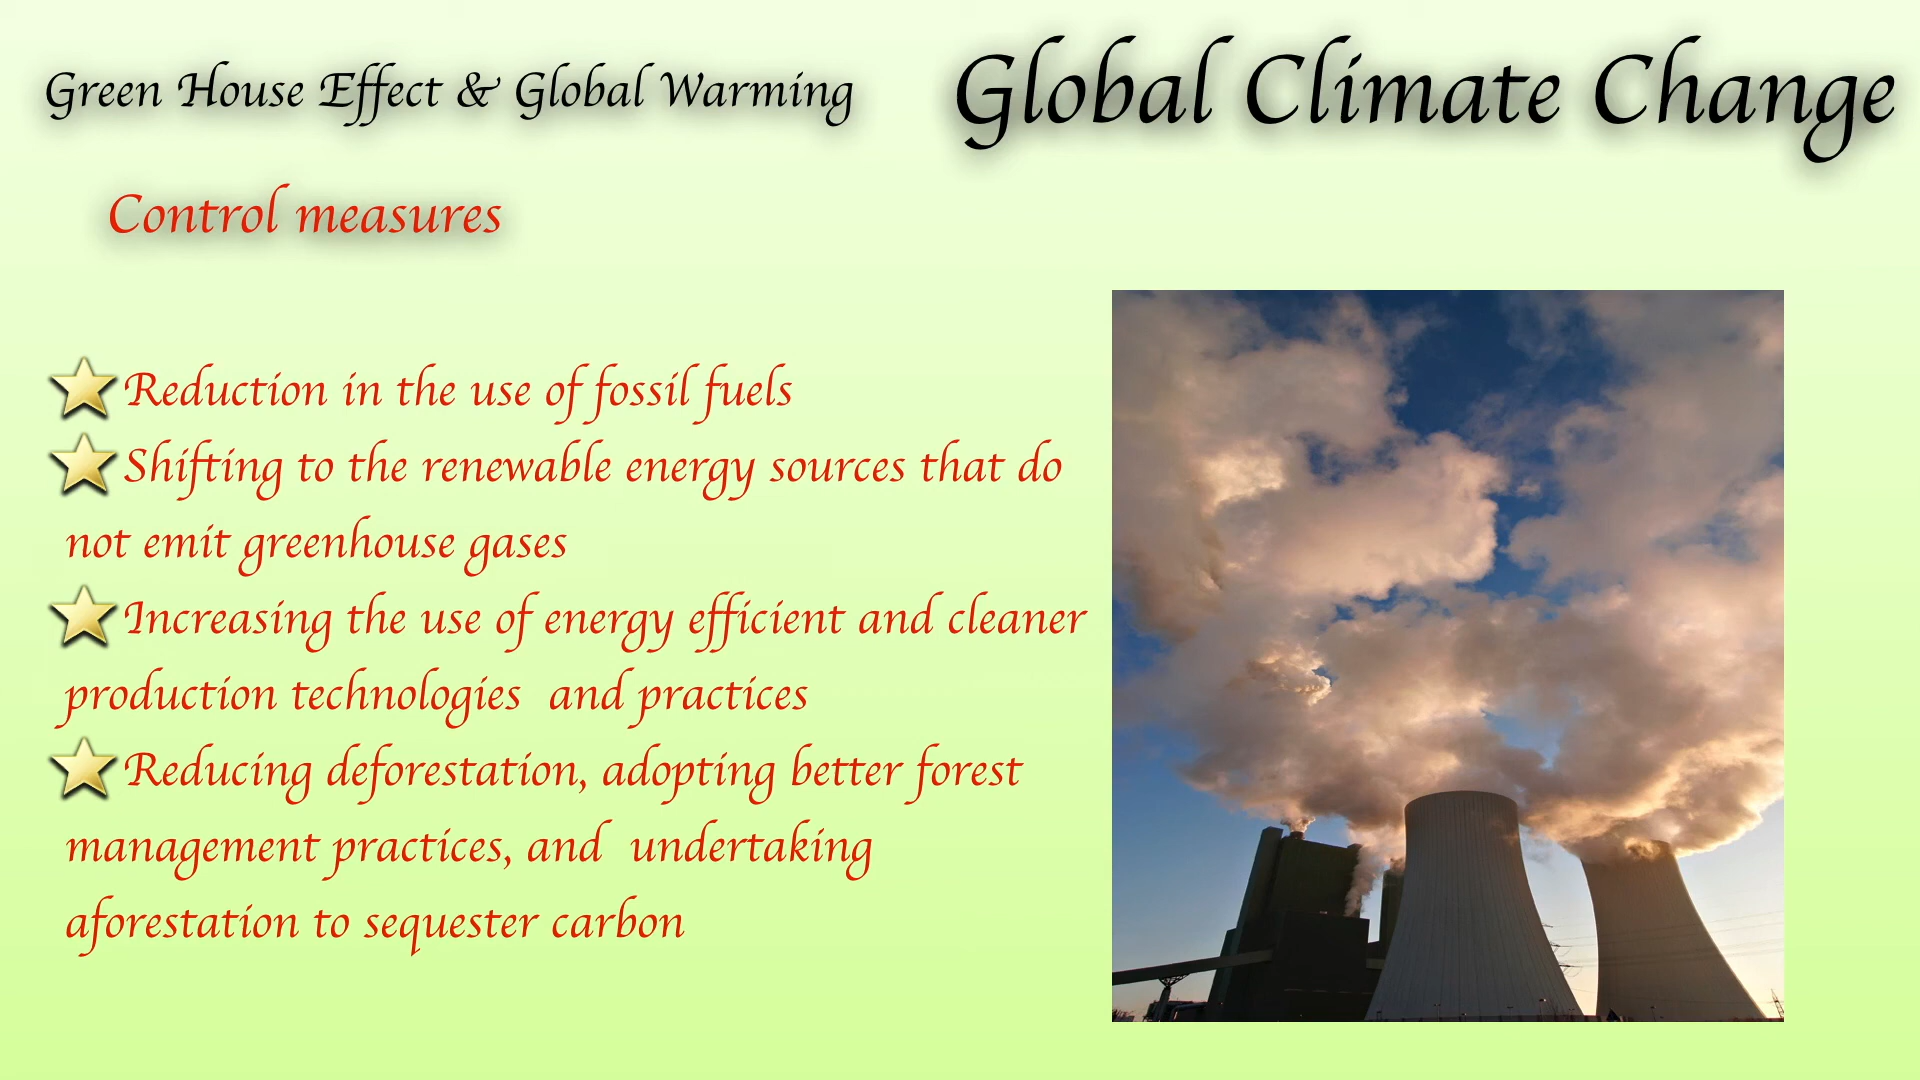 Green House Effect & Global Warming
Global Climate Change
Control measures
Reduction in the use of fossil fuels
Shifting to the renewable energy sources that do
not emit greenhouse gases
Increasing the use of energy efficient and cleaner
production technologies and practices
Reducing deforestation, adopting better forest
management practices, and undertaking
aforestation to sequester carbon